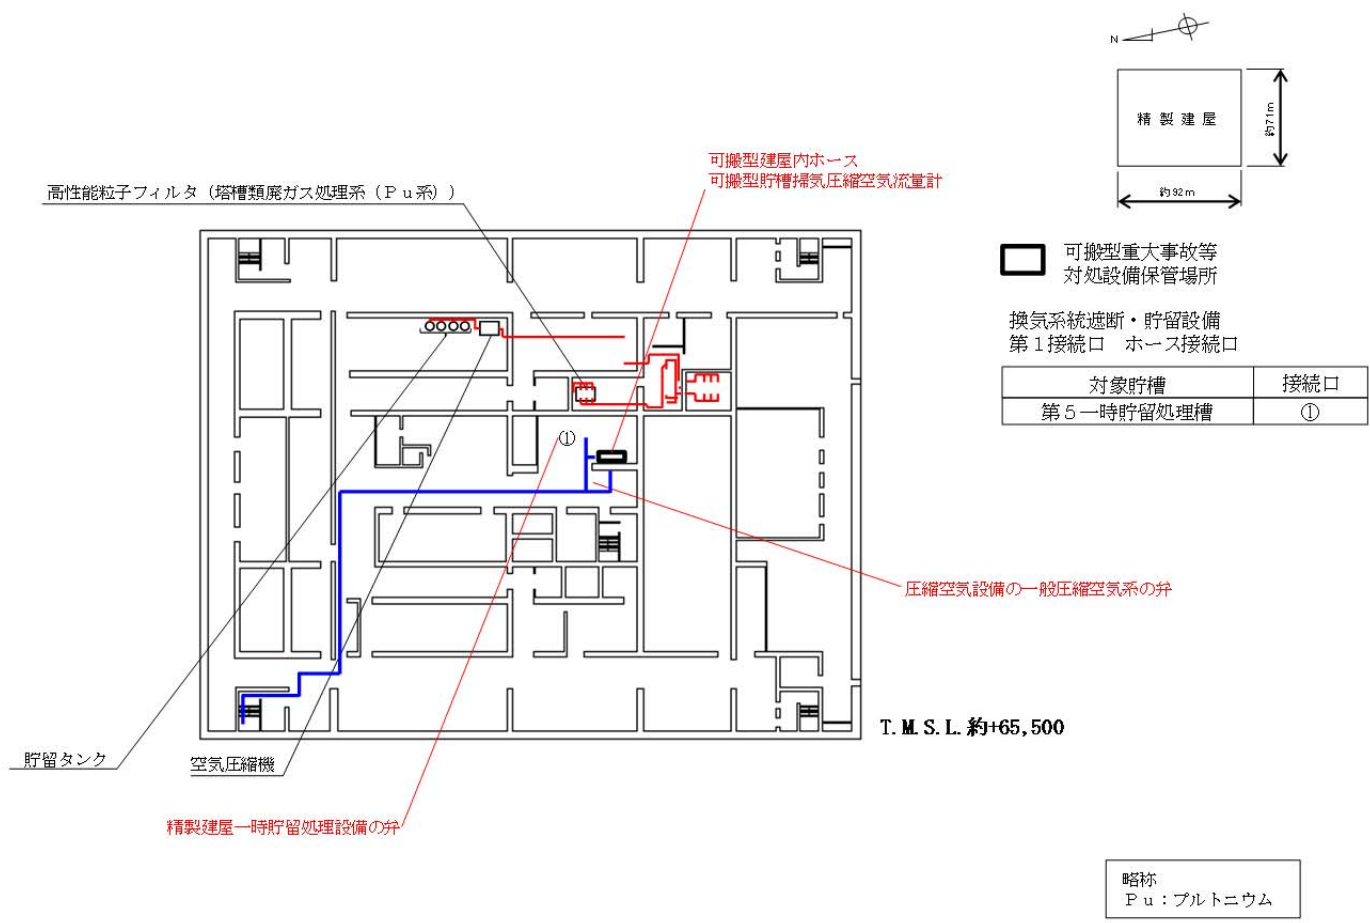 N
精製建屋
約71m
約92m
可搬型建屋内ホース
可搬型貯槽掃気圧縮空気流量計
高性能粒子フィルタ（塔槽類廃ガス処理系（Ｐｕ系））
可搬型重大事故等
対処設備保管場所
換気系統遮断・貯留設備
第１接続口　ホース接続口
対象貯槽　接続口
第５一時貯留処理槽　①
①
圧縮空気設備の一般圧縮空気系の弁
T.M.S.L.約+65,500
貯留タンク
空気圧縮機
精製建屋一時貯留処理設備の弁
略称
Ｐｕ：プルトニウム